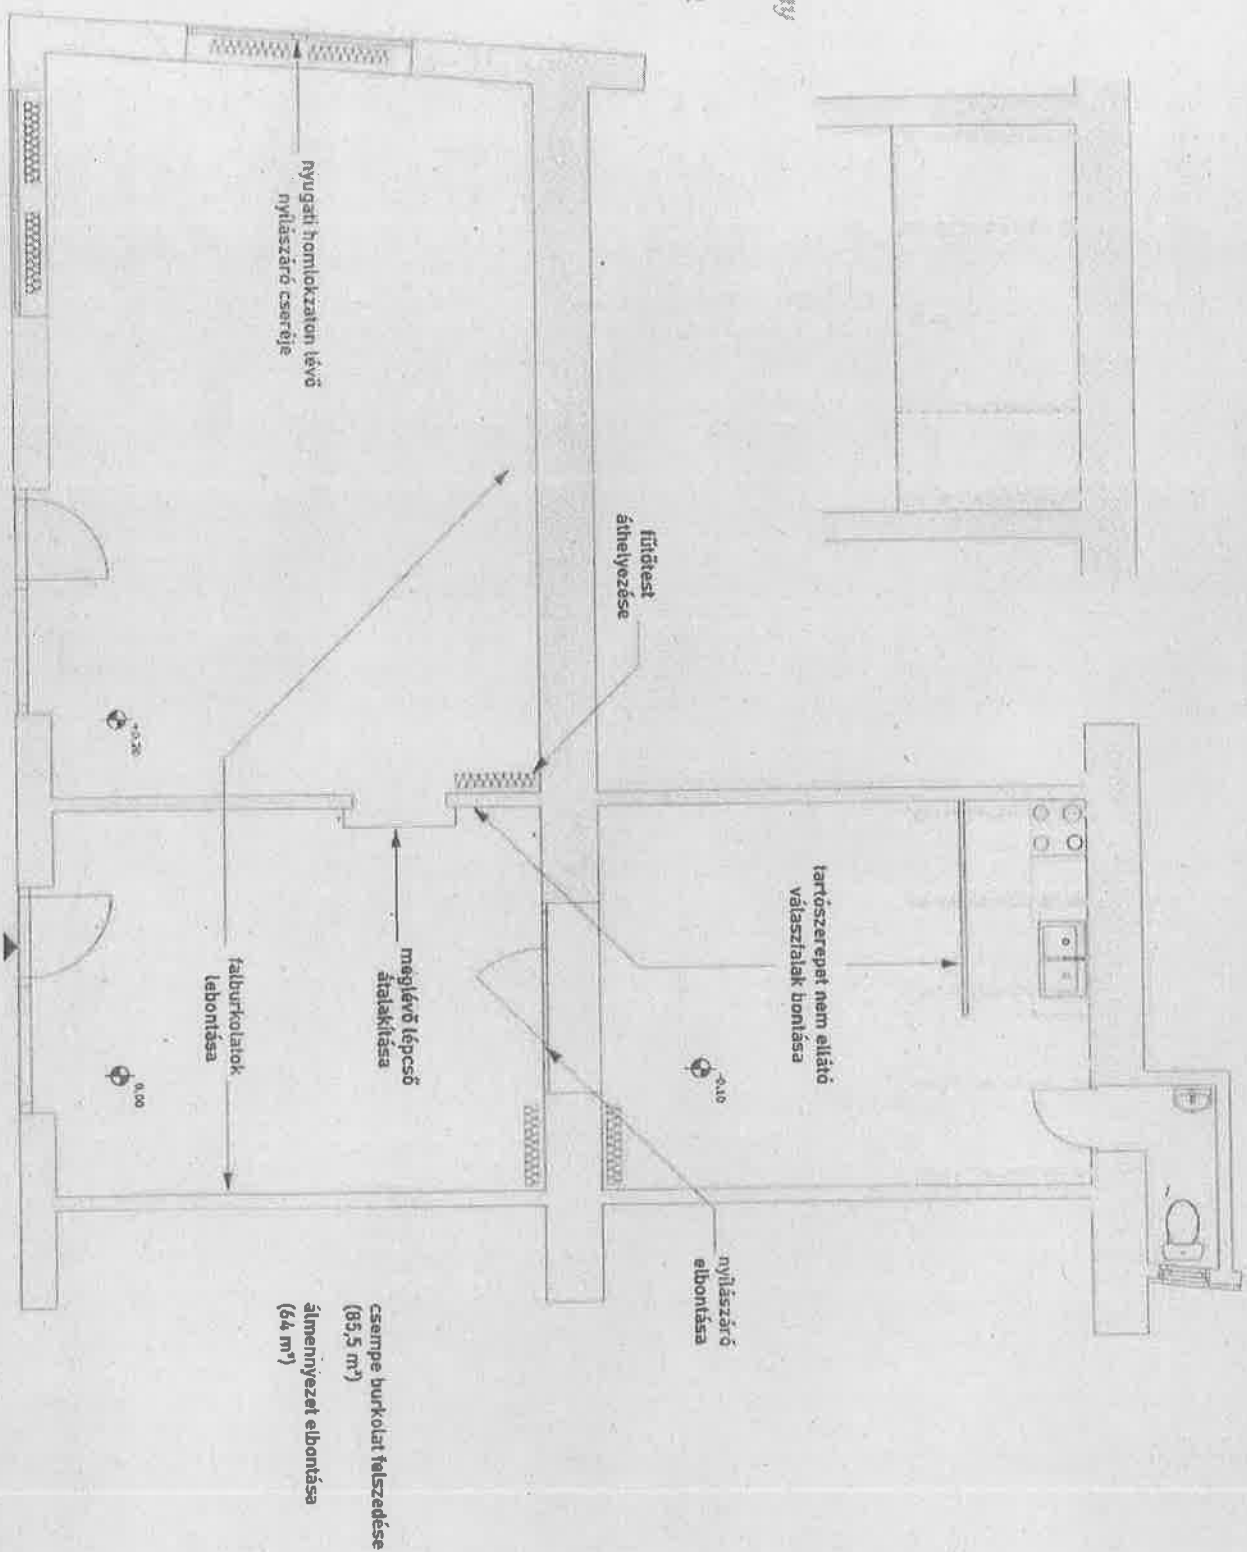 nyugati homlokzaton lévő
nyílászáró cseréje
fűtőtest
áthelyezése
tartószerepet nem ellátó
válaszfalak bontása
+0.20
meglévő lépcső
átalakítása
falburkolatok
lebontása
0.00
-0.10
nyílászáró
elbontása
csempe burkolat felszedése
(85,5 m²)
álmennyezet elbontása
(64 m²)